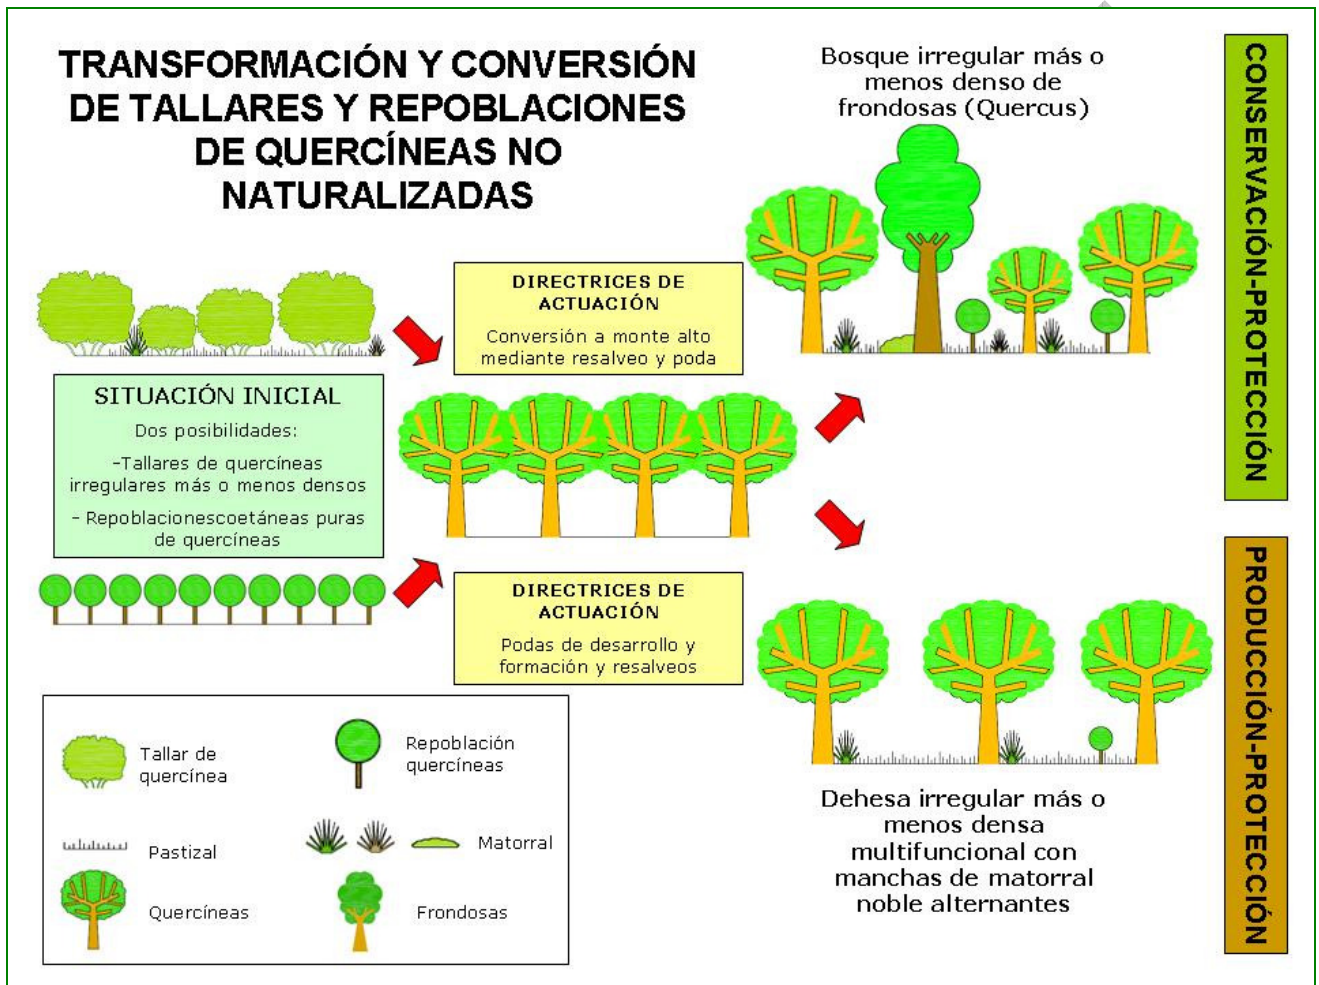 TRANSFORMACIÓN Y CONVERSIÓN
DE TALLARES Y REPOBLACIONES
DE QUERCÍNEAS NO
NATURALIZADAS
Bosque irregular más o
menos denso de
frondosas (Quercus)
CONSERVACIÓN-PROTECCIÓN
DIRECTRICES DE
ACTUACIÓN
Conversión a monte alto
mediante resalveo y poda
SITUACIÓN INICIAL
Dos posibilidades:
-Tallares de quercíneas
irregulares más o menos densos
- Repoblacionescoetáneas puras
de quercíneas
DIRECTRICES DE
ACTUACIÓN
Podas de desarrollo y
formación y resalveos
PRODUCCIÓN-PROTECCIÓN
Dehesa irregular más o
menos densa
multifuncional con
manchas de matorral
noble alternantes
Tallar de
quercínea
Repoblación
quercíneas
Pastizal
Matorral
Quercíneas
Frondosas